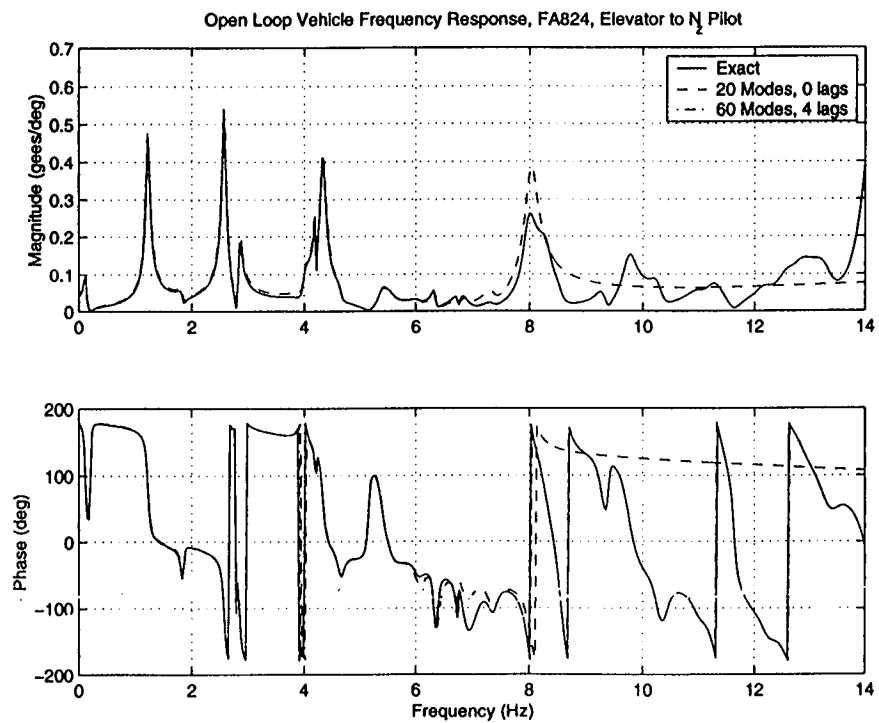 Open Loop Vehicle Frequency Response, FA824, Elevator to N_z Pilot
0.7
0.6
0.5
0.4
0.3
0.2
0.1
0
Magnitude (gees/deg)
Exact
20 Modes, 0 lags
60 Modes, 4 lags
0 2 4 6 8 10 12 14
200
100
0
−100
−200
Phase (deg)
0 2 4 6 8 10 12 14
Frequency (Hz)